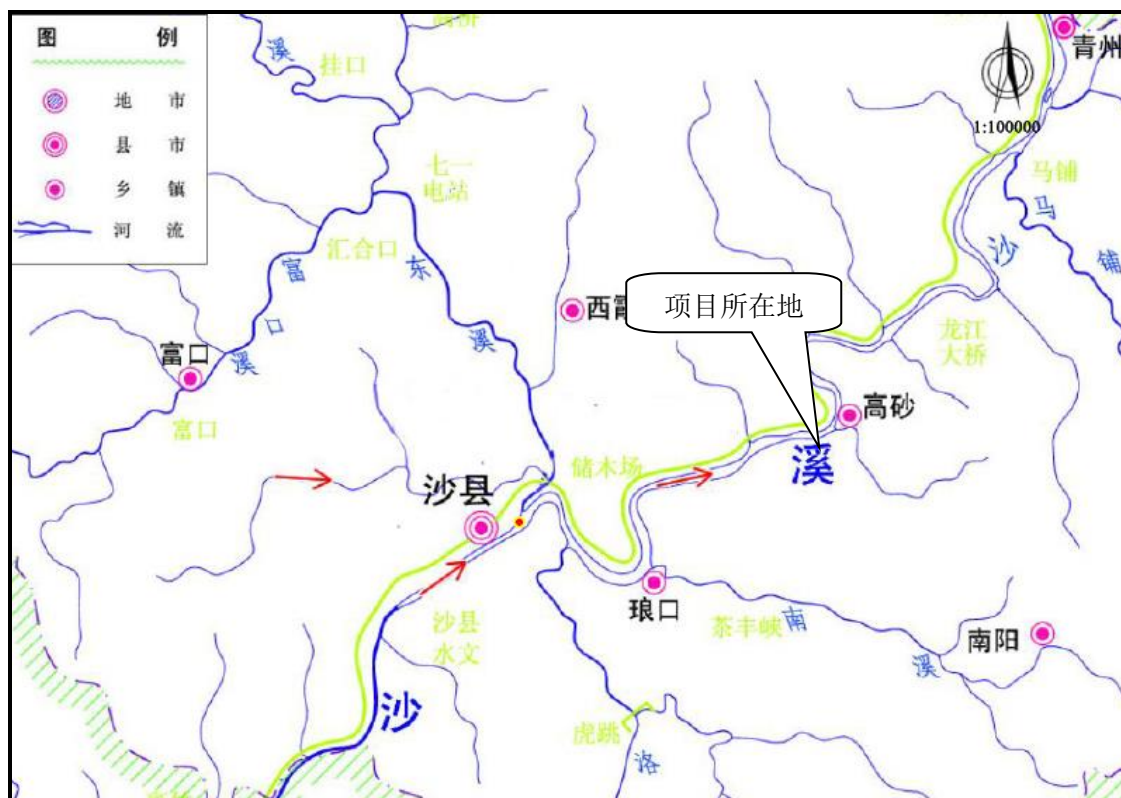 图 例
地 市
县 市
乡 镇
河 流
溪
挂口
青州
1:100000
七一
电站
马铺
马
铺
汇合口
富
口
溪
东
溪
沙
西霞
项目所在地
龙江
大桥
富口
富口
高砂
储木场
溪
沙县
琅口
茶丰峡
南
溪
南阳
沙县
水文
沙
虎跳
洛